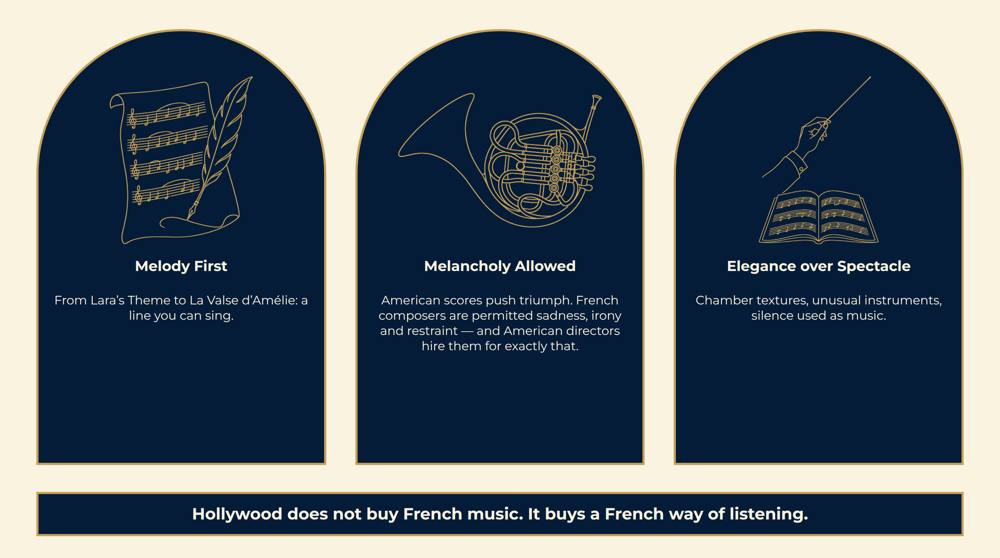 Melody First
From Lara’s Theme to La Valse d’Amélie: a
line you can sing.
Melancholy Allowed
American scores push triumph. French
composers are permitted sadness, irony
and restraint — and American directors
hire them for exactly that.
Elegance over Spectacle
Chamber textures, unusual instruments,
silence used as music.
Hollywood does not buy French music. It buys a French way of listening.